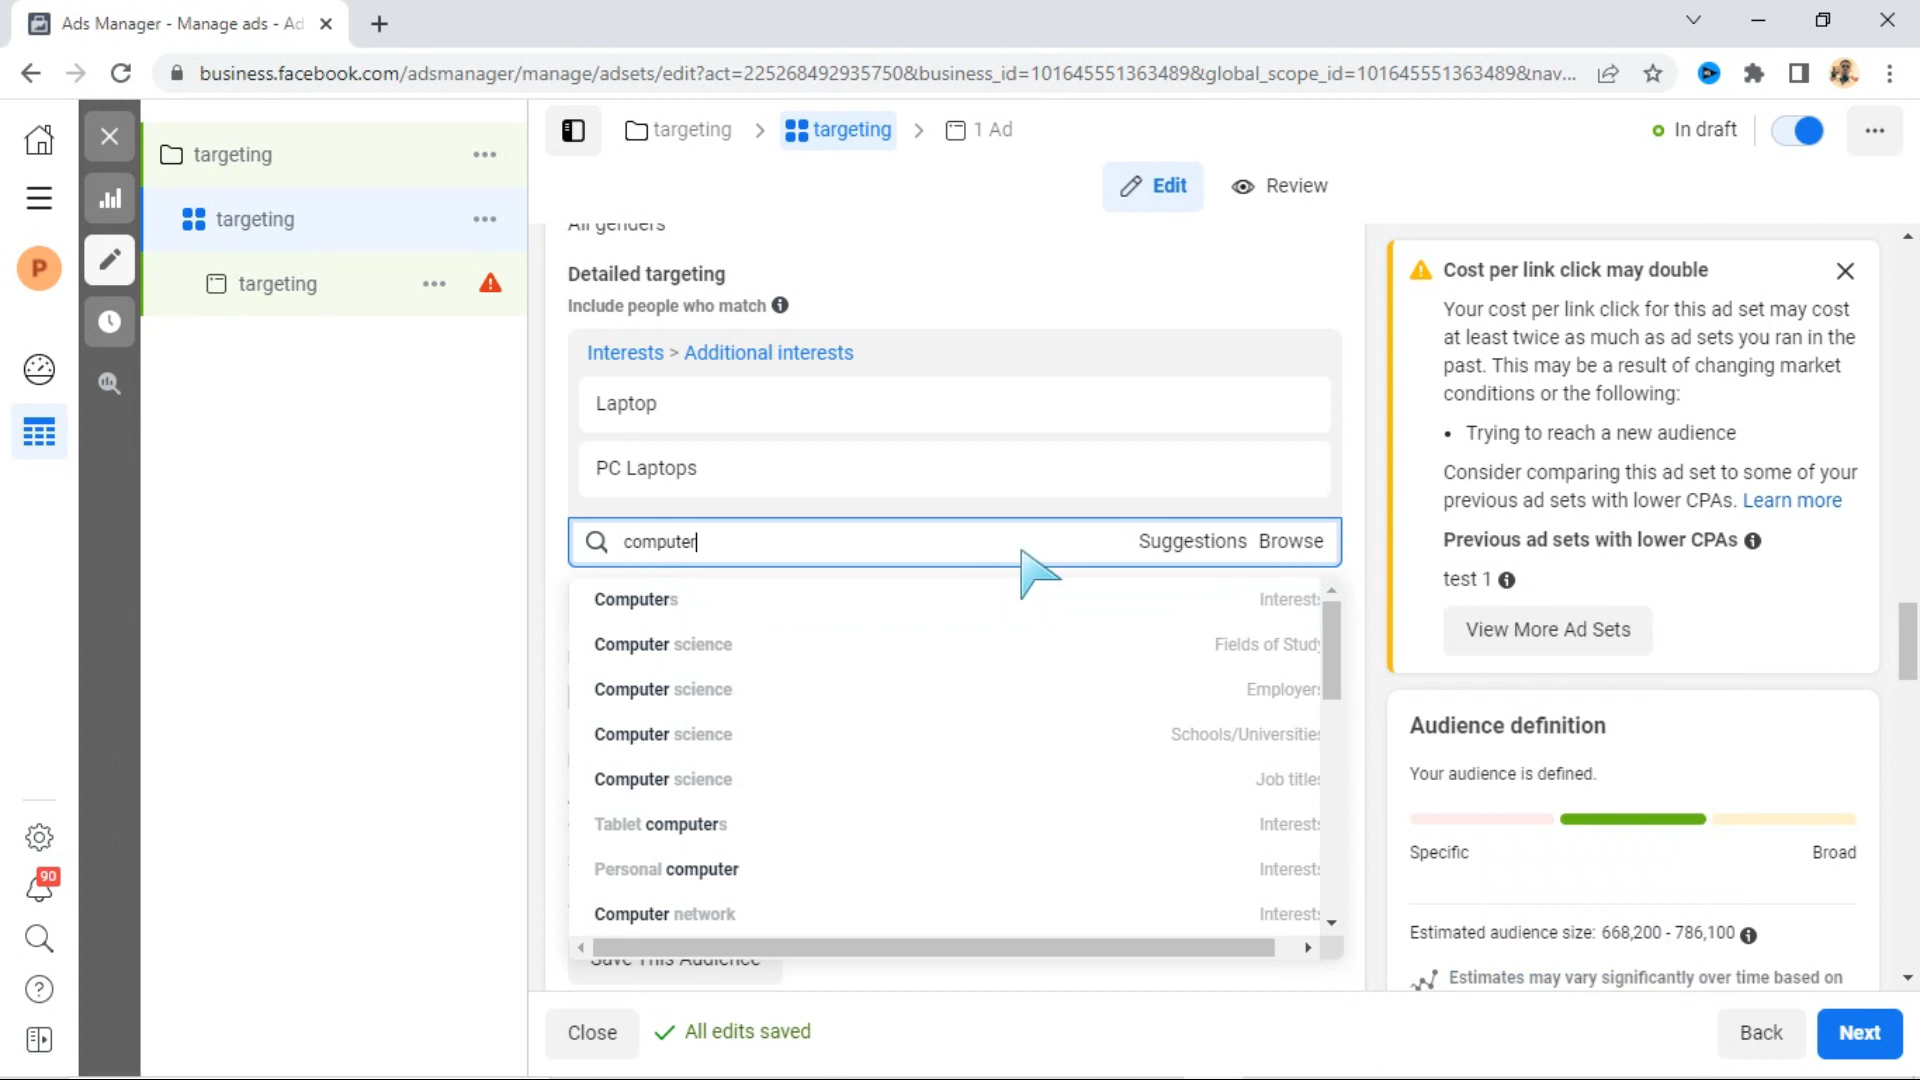 Ads Manager - Manage ads - Ad
business.facebook.com/adsmanager/manage/adsets/edit?act=225268492935750&business_id=101645551363489&global_scope_id=101645551363489&nav...
P
90
targeting
targeting
targeting
targeting > targeting > 1 Ad
In draft
Edit
Review
All genders
Detailed targeting
Include people who match
Interests > Additional interests
Laptop
PC Laptops
computer
Suggestions Browse
Computers Interests
Computer science Fields of Study
Computer science Employers
Computer science Schools/Universities
Computer science Job titles
Tablet computers Interests
Personal computer Interests
Computer network Interests
Save This Audience
Close
All edits saved
Back
Next
Cost per link click may double
Your cost per link click for this ad set may cost
at least twice as much as ad sets you ran in the
past. This may be a result of changing market
conditions or the following:
• Trying to reach a new audience
Consider comparing this ad set to some of your
previous ad sets with lower CPAs. Learn more
Previous ad sets with lower CPAs
test 1
View More Ad Sets
Audience definition
Your audience is defined.
Specific
Broad
Estimated audience size: 668,200 - 786,100
Estimates may vary significantly over time based on